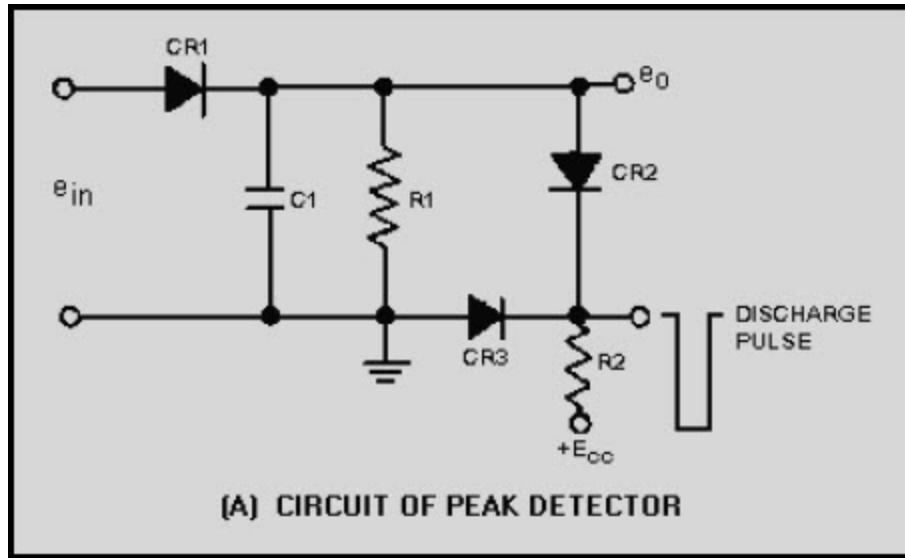 CR1
e0
ein
C1
R1
CR2
CR3
R2
DISCHARGE
PULSE
+Ecc
(A) CIRCUIT OF PEAK DETECTOR